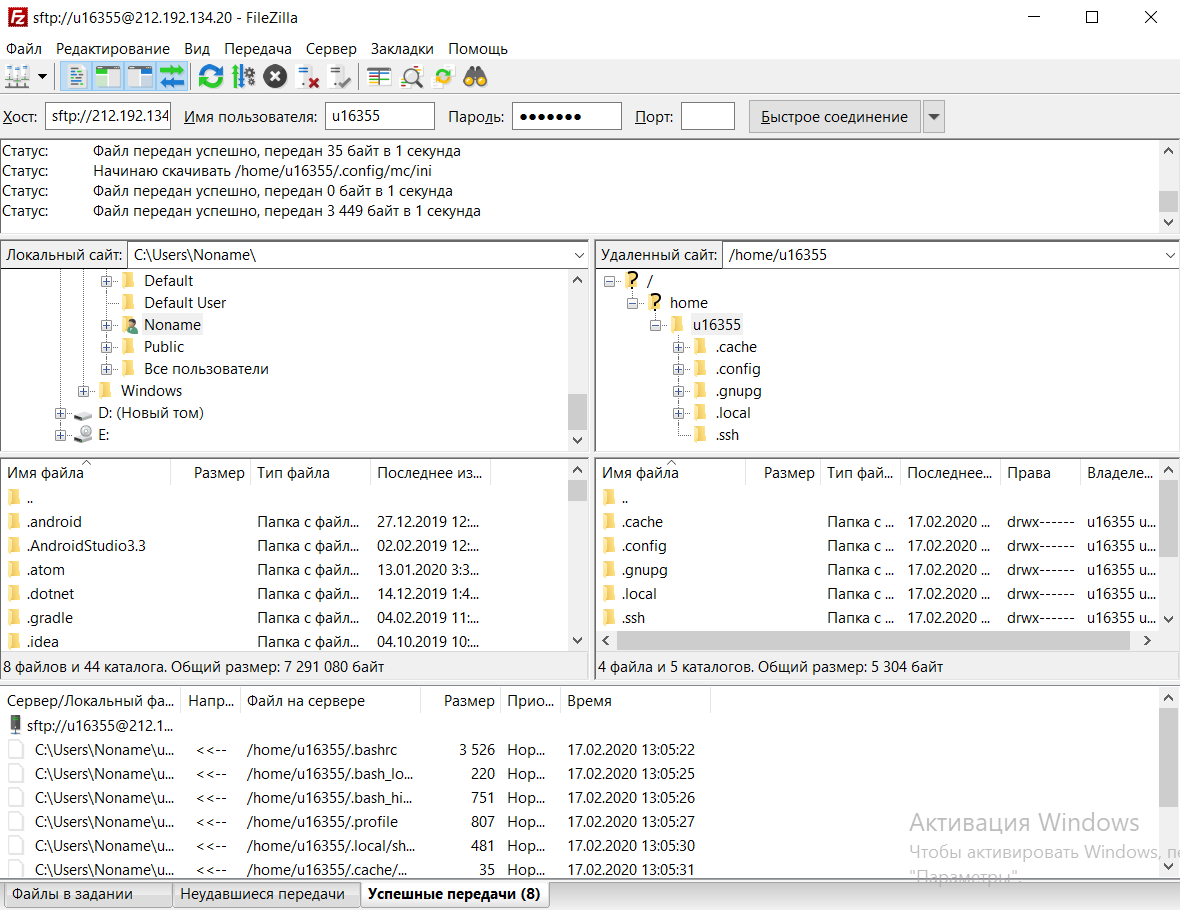 sftp://u16355@212.192.134.20 - FileZilla
Файл Редактирование Вид Передача Сервер Закладки Помощь
Хост: sftp://212.192.134 Имя пользователя: u16355 Пароль: ●●●●●●● Порт: Быстрое соединение
Статус: Файл передан успешно, передан 35 байт в 1 секунда
Статус: Начинаю скачивать /home/u16355/.config/mc/ini
Статус: Файл передан успешно, передан 0 байт в 1 секунда
Статус: Файл передан успешно, передан 3 449 байт в 1 секунда
Локальный сайт: C:\Users\Noname\
Default
Default User
Noname
Public
Все пользователи
Windows
D: (Новый том)
E:
Удаленный сайт: /home/u16355
/
home
u16355
.cache
.config
.gnupg
.local
.ssh
Имя файла Размер Тип файла Последнее из...
..
.android Папка с файл... 27.12.2019 12:...
.AndroidStudio3.3 Папка с файл... 02.02.2019 12:...
.atom Папка с файл... 13.01.2020 3:3...
.dotnet Папка с файл... 14.12.2019 1:4...
.gradle Папка с файл... 04.02.2019 11:...
.idea Папка с файл... 04.10.2019 10:...
8 файлов и 44 каталога. Общий размер: 7 291 080 байт
Имя файла Размер Тип фай... Последнее... Права Владеле...
..
.cache Папка с ... 17.02.2020 ... drwx------ u16355 u...
.config Папка с ... 17.02.2020 ... drwx------ u16355 u...
.gnupg Папка с ... 17.02.2020 ... drwx------ u16355 u...
.local Папка с ... 17.02.2020 ... drwx------ u16355 u...
.ssh Папка с ... 17.02.2020 ... drwx------ u16355 u...
4 файла и 5 каталогов. Общий размер: 5 304 байт
Сервер/Локальный фа... Напр... Файл на сервере Размер Прио... Время
sftp://u16355@212.1...
C:\Users\Noname\u... <<-- /home/u16355/.bashrc 3 526 Нор... 17.02.2020 13:05:22
C:\Users\Noname\u... <<-- /home/u16355/.bash_lo... 220 Нор... 17.02.2020 13:05:25
C:\Users\Noname\u... <<-- /home/u16355/.bash_hi... 751 Нор... 17.02.2020 13:05:26
C:\Users\Noname\u... <<-- /home/u16355/.profile 807 Нор... 17.02.2020 13:05:27
C:\Users\Noname\u... <<-- /home/u16355/.local/sh... 481 Нор... 17.02.2020 13:05:30
C:\Users\Noname\u... <<-- /home/u16355/.cache/... 35 Нор... 17.02.2020 13:05:31
Активация Windows
Чтобы активировать Windows, пе
"Параметры".
Файлы в задании Неудавшиеся передачи Успешные передачи (8)